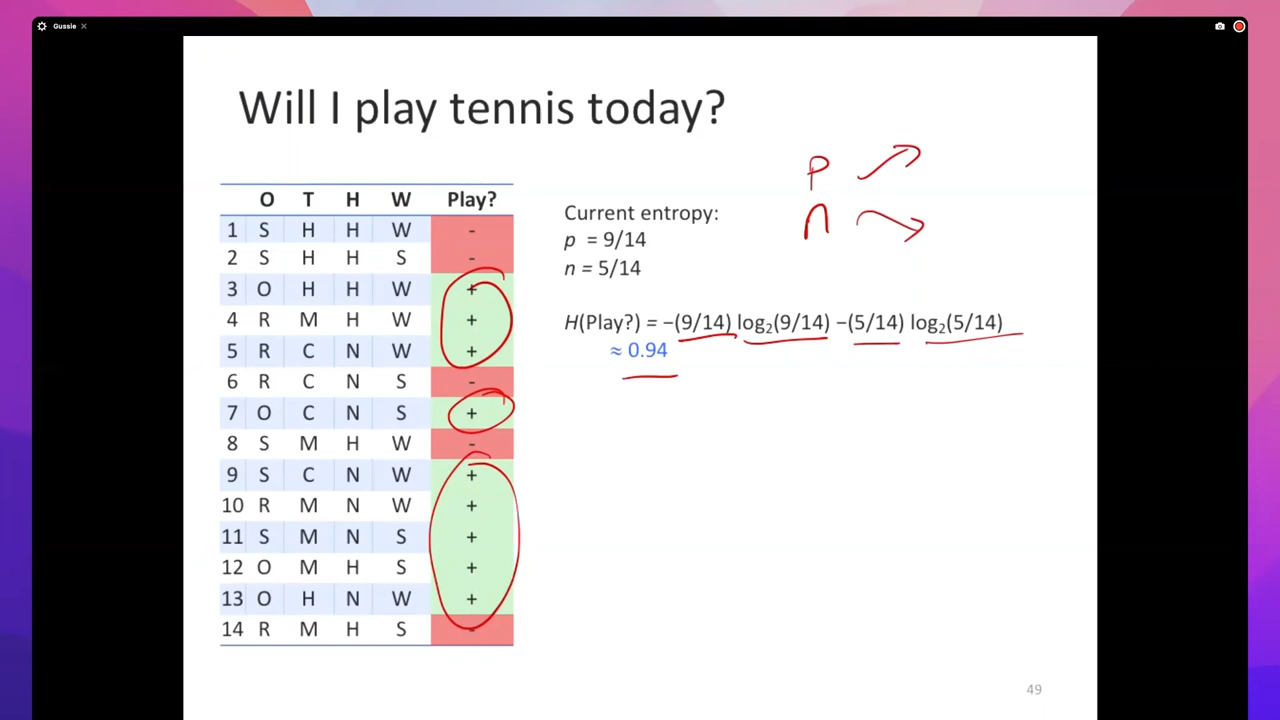 Gussie ×
Will I play tennis today?
O T H W Play?
1 S H H W -
2 S H H S -
3 O H H W +
4 R M H W +
5 R C N W +
6 R C N S -
7 O C N S +
8 S M H W -
9 S C N W +
10 R M N W +
11 S M N S +
12 O M H S +
13 O H N W +
14 R M H S -
p
n
Current entropy:
p = 9/14
n = 5/14
H(Play?) = −(9/14) log₂(9/14) −(5/14) log₂(5/14)
≈ 0.94
49